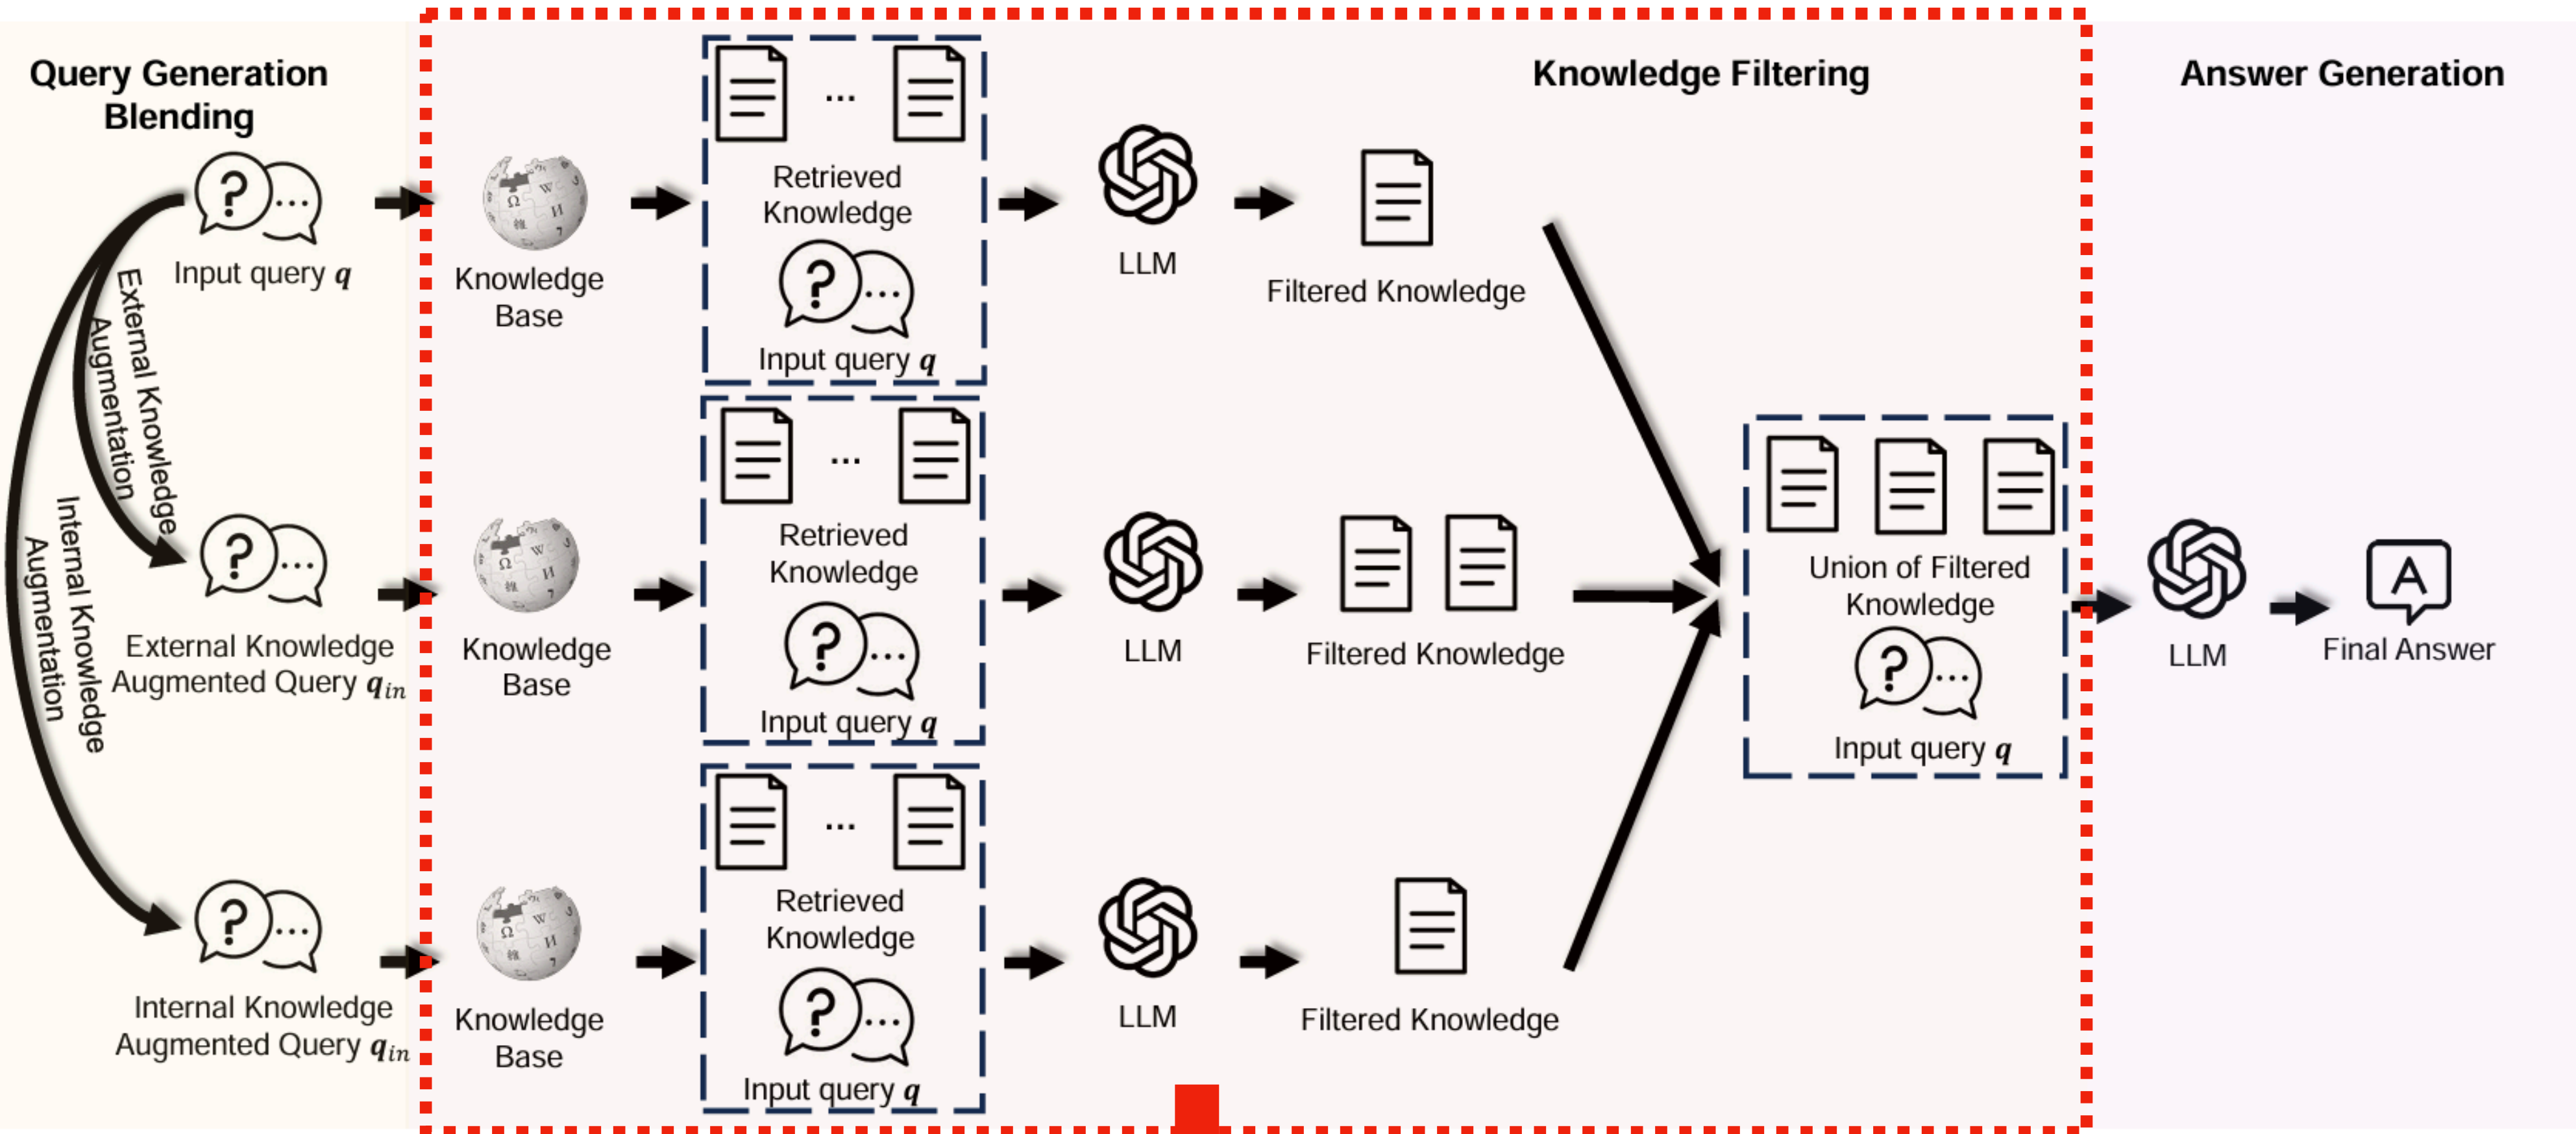 Query Generation
Blending
Knowledge Filtering
Answer Generation
Input query q
External Knowledge
Augmentation
Internal Knowledge
Augmentation
Knowledge
Base
...
Retrieved
Knowledge
Input query q
LLM
Filtered Knowledge
External Knowledge
Augmented Query q_in
Knowledge
Base
...
Retrieved
Knowledge
Input query q
LLM
Filtered Knowledge
Internal Knowledge
Augmented Query q_in
Knowledge
Base
...
Retrieved
Knowledge
Input query q
LLM
Filtered Knowledge
Union of Filtered
Knowledge
Input query q
LLM
A
Final Answer